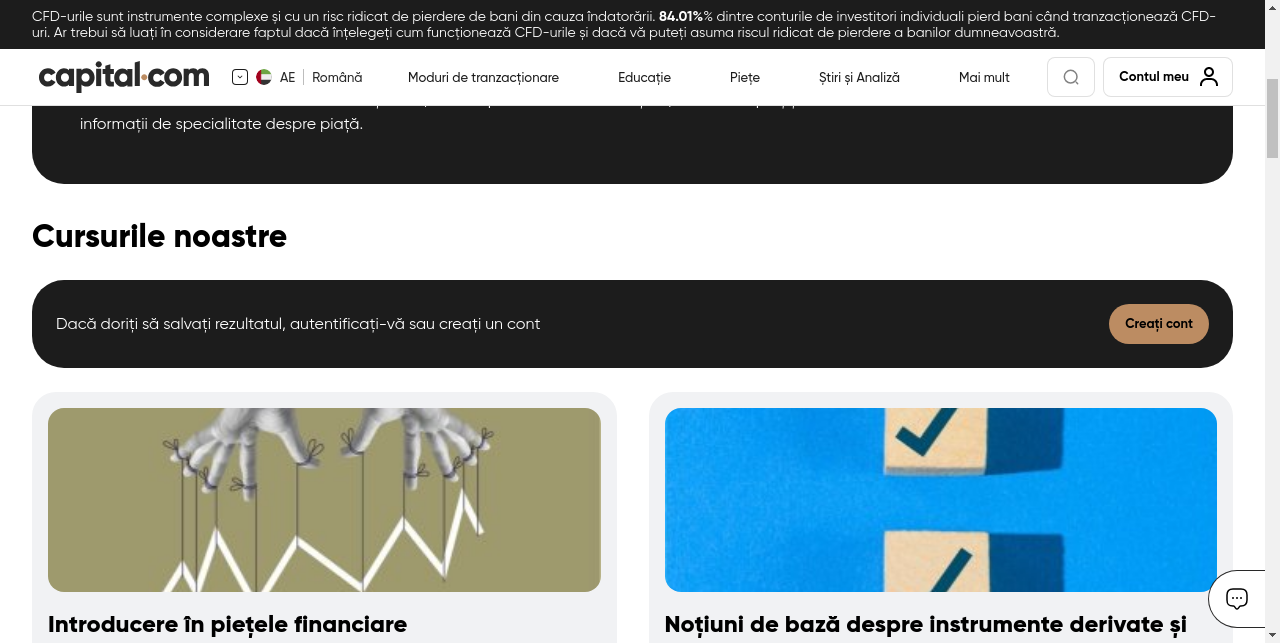 CFD-urile sunt instrumente complexe și cu un risc ridicat de pierdere de bani din cauza îndatorării. 84.01%% dintre conturile de investitori individuali pierd bani când tranzacționează CFD-
uri. Ar trebui să luați în considerare faptul dacă înțelegeți cum funcționează CFD-urile și dacă vă puteți asuma riscul ridicat de pierdere a banilor dumneavoastră.
capital.com
AE
Română
Moduri de tranzacționare
Educație
Piețe
Știri și Analiză
Mai mult
Contul meu
informații de specialitate despre piață.
Cursurile noastre
Dacă doriți să salvați rezultatul, autentificați-vă sau creați un cont
Creați cont
Introducere în piețele financiare
Noțiuni de bază despre instrumente derivate și